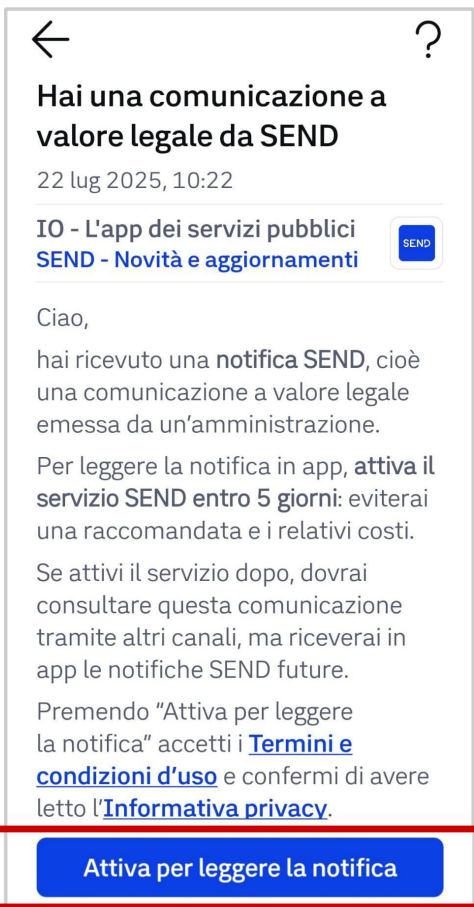 Hai una comunicazione a
valore legale da SEND
22 lug 2025, 10:22
IO - L'app dei servizi pubblici
SEND - Novità e aggiornamenti
SEND
Ciao,
hai ricevuto una notifica SEND, cioè
una comunicazione a valore legale
emessa da un’amministrazione.
Per leggere la notifica in app, attiva il
servizio SEND entro 5 giorni: eviterai
una raccomandata e i relativi costi.
Se attivi il servizio dopo, dovrai
consultare questa comunicazione
tramite altri canali, ma riceverai in
app le notifiche SEND future.
Premendo “Attiva per leggere
la notifica” accetti i Termini e
condizioni d’uso e confermi di avere
letto l’Informativa privacy.
Attiva per leggere la notifica